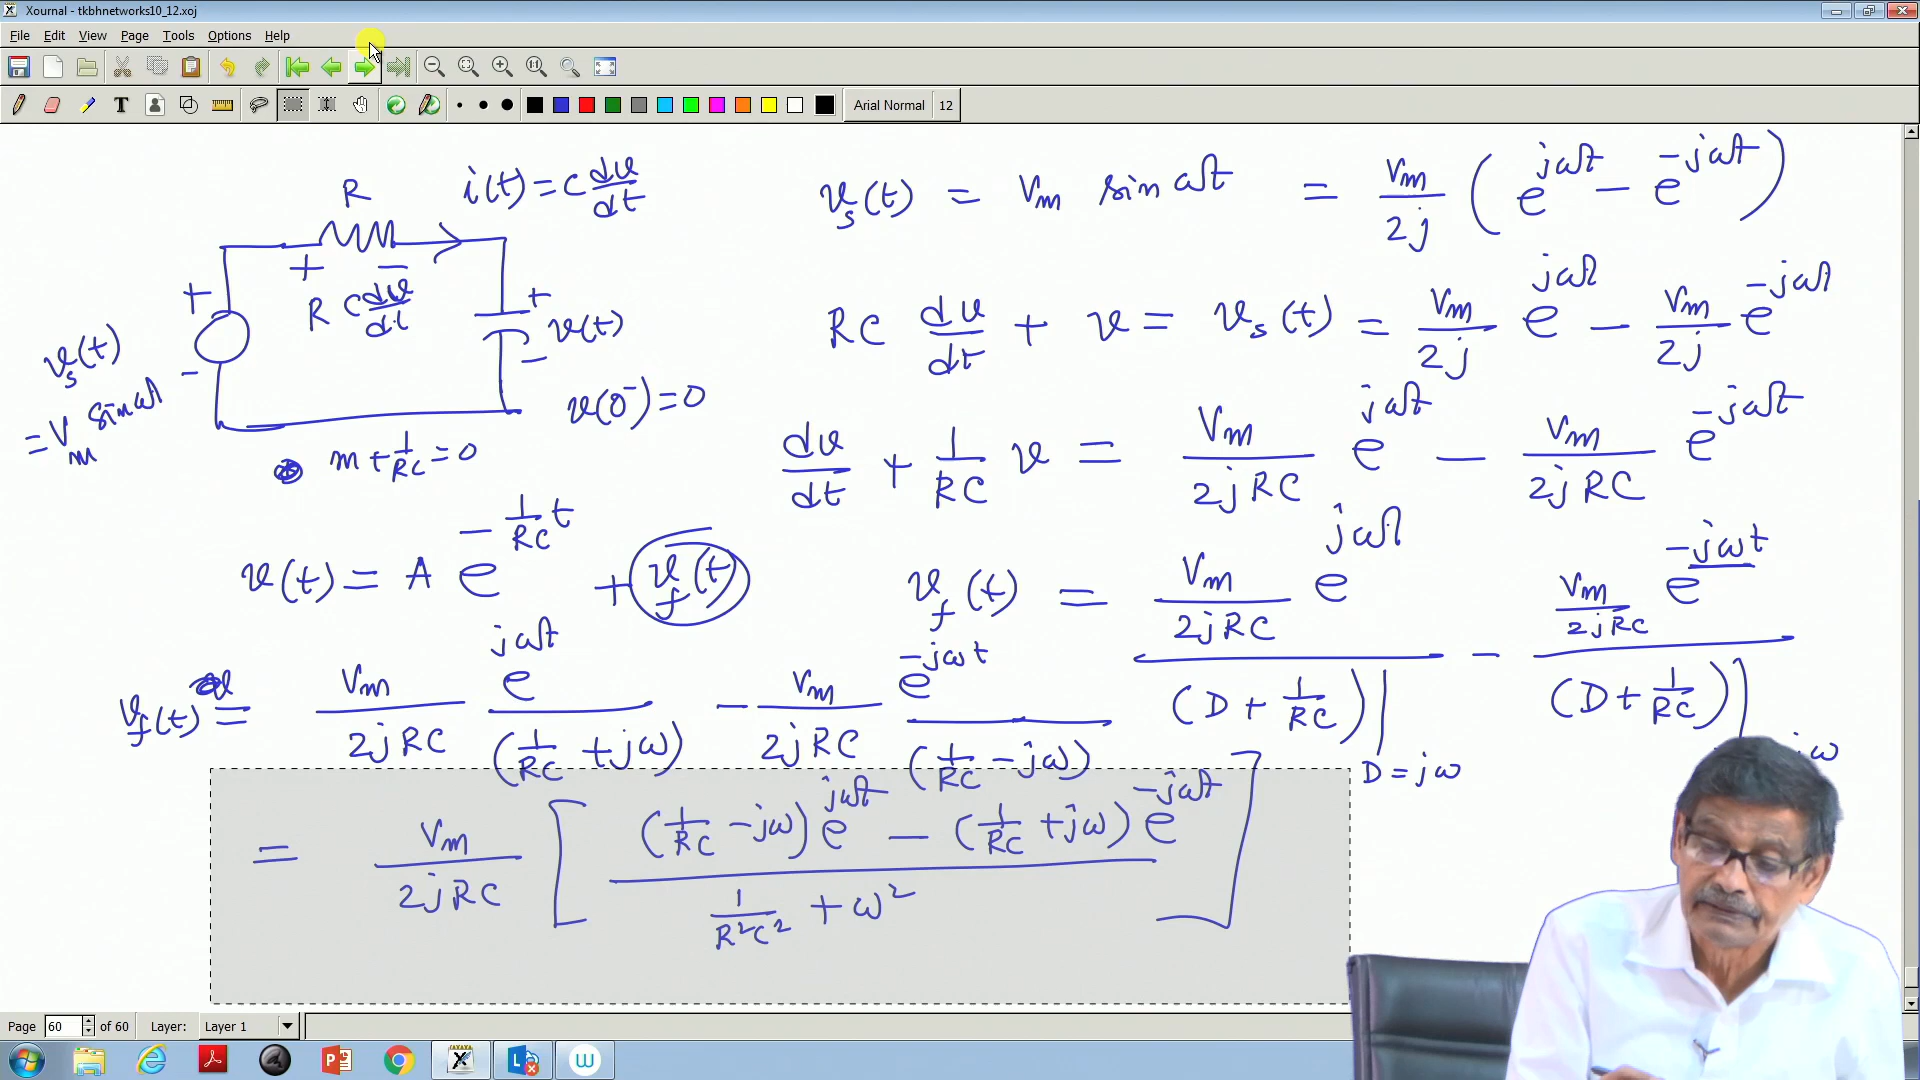 Xournal - tkbhnetworks10_12.xoj
File Edit View Page Tools Options Help
Arial Normal 12
R
i(t) = C dv/dt
+ −
R C dv/dt
+
−
v_s(t)
= V_m sin ωt
+
−
v(t)
v(0⁻) = 0
m + 1/RC = 0
v(t) = A e^(-1/RC t) + v_f(t)
v_s(t) = V_m sin ωt = V_m/2j (e^(jωt) − e^(-jωt))
RC dv/dt + v = v_s(t) = V_m/2j e^(jωt) − V_m/2j e^(-jωt)
dv/dt + 1/RC v = V_m/2jRC e^(jωt) − V_m/2jRC e^(-jωt)
v_f(t) = V_m/2jRC e^(jωt) / (D + 1/RC)| D = jω − V_m/2jRC e^(-jωt) / (D + 1/RC)| jω
v_f(t) = V_m/2jRC e^(jωt)/(1/RC + jω) − V_m/2jRC e^(-jωt)/(1/RC − jω)
= V_m/2jRC [ ((1/RC − jω) e^(jωt) − (1/RC + jω) e^(-jωt)) / (1/R²C² + ω²) ]
Page 60 of 60 Layer: Layer 1